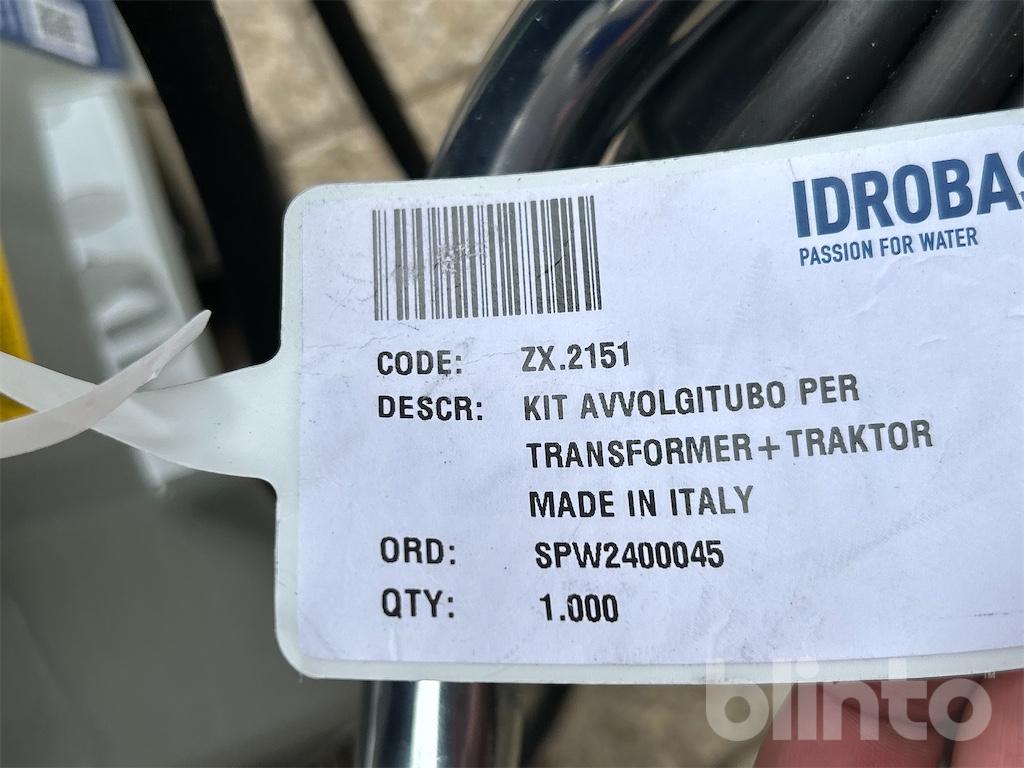 IDROBAS
PASSION FOR WATER
CODE: ZX.2151
DESCR: KIT AVVOLGITUBO PER
TRANSFORMER+TRAKTOR
MADE IN ITALY
ORD: SPW2400045
QTY: 1.000
blinto™